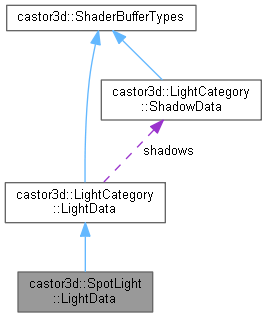 castor3d::ShaderBufferTypes
castor3d::LightCategory
::ShadowData
shadows
castor3d::LightCategory
::LightData
castor3d::SpotLight
::LightData